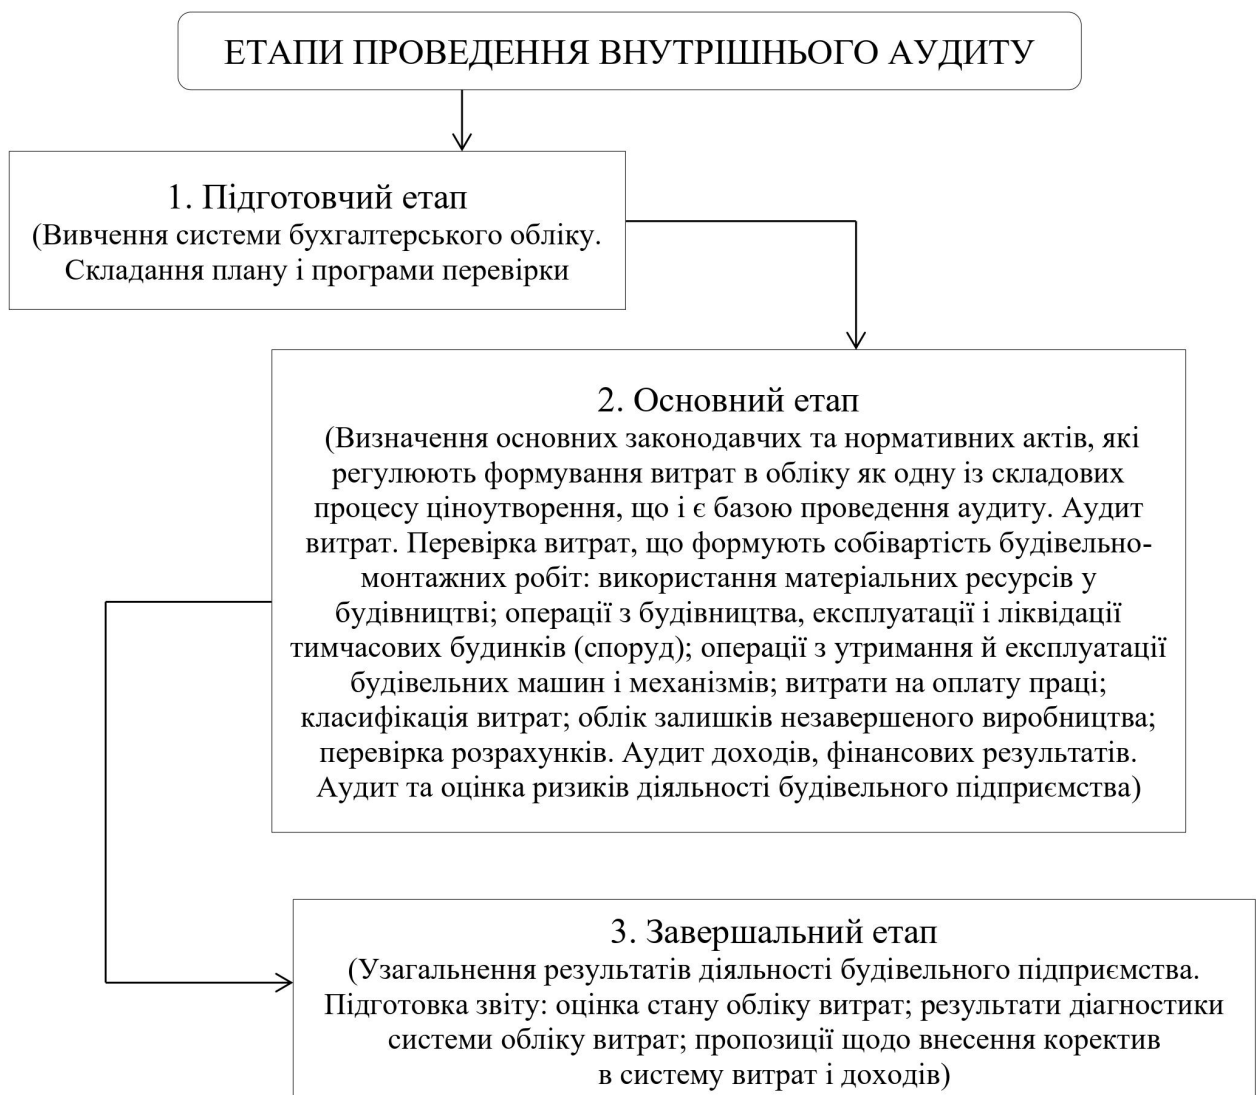 ЕТАПИ ПРОВЕДЕННЯ ВНУТРІШНЬОГО АУДИТУ
1. Підготовчий етап
(Вивчення системи бухгалтерського обліку.
Складання плану і програми перевірки
2. Основний етап
(Визначення основних законодавчих та нормативних актів, які
регулюють формування витрат в обліку як одну із складових
процесу ціноутворення, що і є базою проведення аудиту. Аудит
витрат. Перевірка витрат, що формують собівартість будівельно-
монтажних робіт: використання матеріальних ресурсів у
будівництві; операції з будівництва, експлуатації і ліквідації
тимчасових будинків (споруд); операції з утримання й експлуатації
будівельних машин і механізмів; витрати на оплату праці;
класифікація витрат; облік залишків незавершеного виробництва;
перевірка розрахунків. Аудит доходів, фінансових результатів.
Аудит та оцінка ризиків діяльності будівельного підприємства)
3. Завершальний етап
(Узагальнення результатів діяльності будівельного підприємства.
Підготовка звіту: оцінка стану обліку витрат; результати діагностики
системи обліку витрат; пропозиції щодо внесення коректив
в систему витрат і доходів)